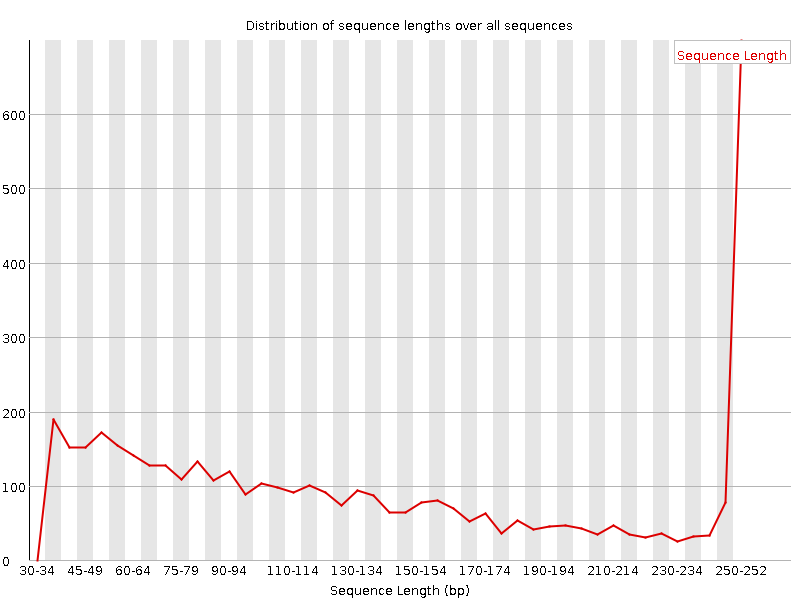 Distribution of sequence lengths over all sequences
Sequence Length
600
500
400
300
200
100
0
30-34 45-49 60-64 75-79 90-94 110-114 130-134 150-154 170-174 190-194 210-214 230-234 250-252
Sequence Length (bp)